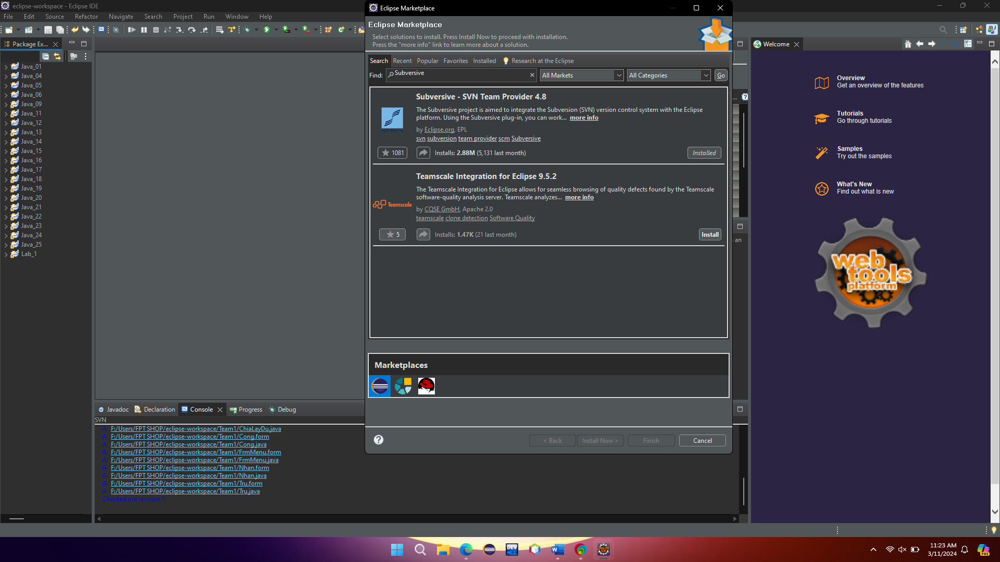 eclipse-workspace - Eclipse IDE
File Edit Source Refactor Navigate Search Project Run Window Help
Package Ex...
Java_01
Java_04
Java_05
Java_06
Java_09
Java_11
Java_12
Java_13
Java_14
Java_15
Java_16
Java_17
Java_18
Java_19
Java_20
Java_21
Java_22
Java_23
Java_24
Java_25
Lab_1
Eclipse Marketplace
Eclipse Marketplace
Select solutions to install. Press Install Now to proceed with installation.
Press the "more info" link to learn more about a solution.
Search Recent Popular Favorites Installed Research at the Eclipse
Find: Subversive All Markets All Categories Go
Subversive - SVN Team Provider 4.8
The Subversive project is aimed to integrate the Subversion (SVN) version control system with the Eclipse
platform. Using the Subversive plug-in, you can work... more info
by Eclipse.org, EPL
svn subversion team provider scm Subversive
1081 Installs: 2.88M (5,131 last month) Installed
Teamscale Integration for Eclipse 9.5.2
The Teamscale Integration for Eclipse allows for seamless browsing of quality defects found by the Teamscale
software-quality analysis server. Teamscale analyzes... more info
Teamscale
by CQSE GmbH, Apache 2.0
teamscale clone detection Software Quality
5 Installs: 1.47K (21 last month) Install
Marketplaces
< Back Install Now > Finish Cancel
... an
Javadoc Declaration Console Progress Debug
SVN
A F:/Users/FPT SHOP/eclipse-workspace/Team1/ChiaLayDu.java
A F:/Users/FPT SHOP/eclipse-workspace/Team1/Cong.form
A F:/Users/FPT SHOP/eclipse-workspace/Team1/Cong.java
A F:/Users/FPT SHOP/eclipse-workspace/Team1/FrmMenu.form
A F:/Users/FPT SHOP/eclipse-workspace/Team1/FrmMenu.java
A F:/Users/FPT SHOP/eclipse-workspace/Team1/Nhan.form
A F:/Users/FPT SHOP/eclipse-workspace/Team1/Nhan.java
A F:/Users/FPT SHOP/eclipse-workspace/Team1/Tru.form
A F:/Users/FPT SHOP/eclipse-workspace/Team1/Tru.java
Checked out revision 1.
Welcome
Overview
Get an overview of the features
Tutorials
Go through tutorials
Samples
Try out the samples
What's New
Find out what is new
web
tools
platform
DEV
11:23 AM
3/11/2024
PRE